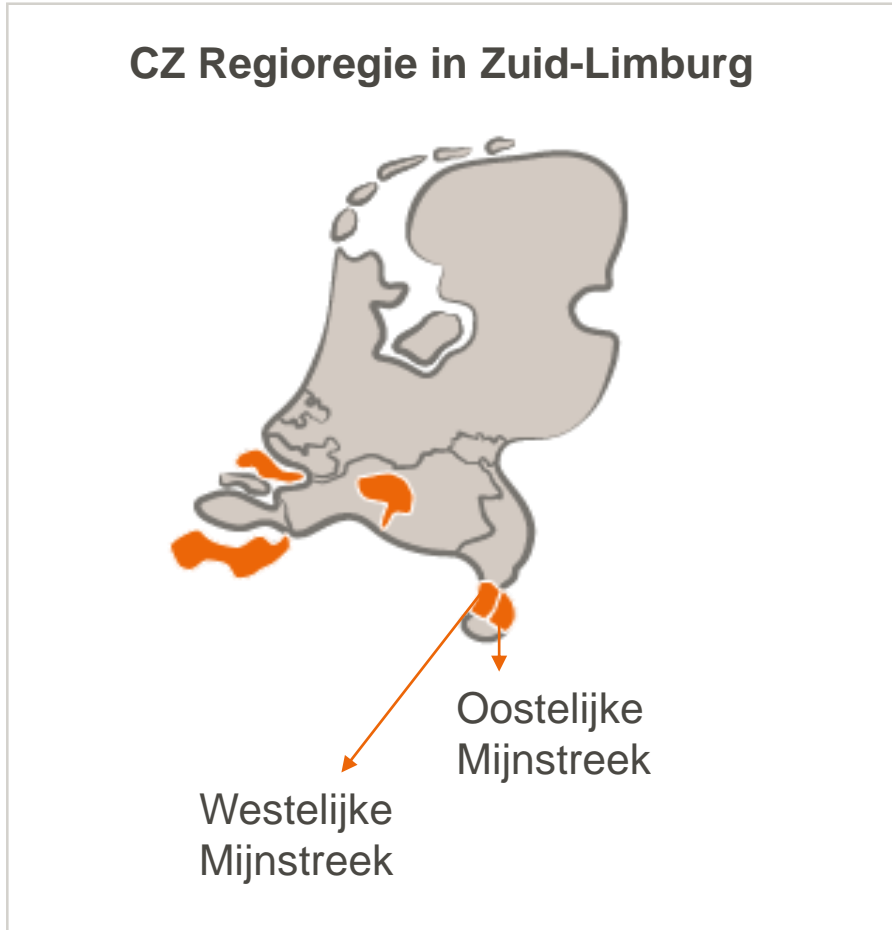 CZ Regioregie in Zuid-Limburg
Oostelijke
Mijnstreek
Westelijke
Mijnstreek